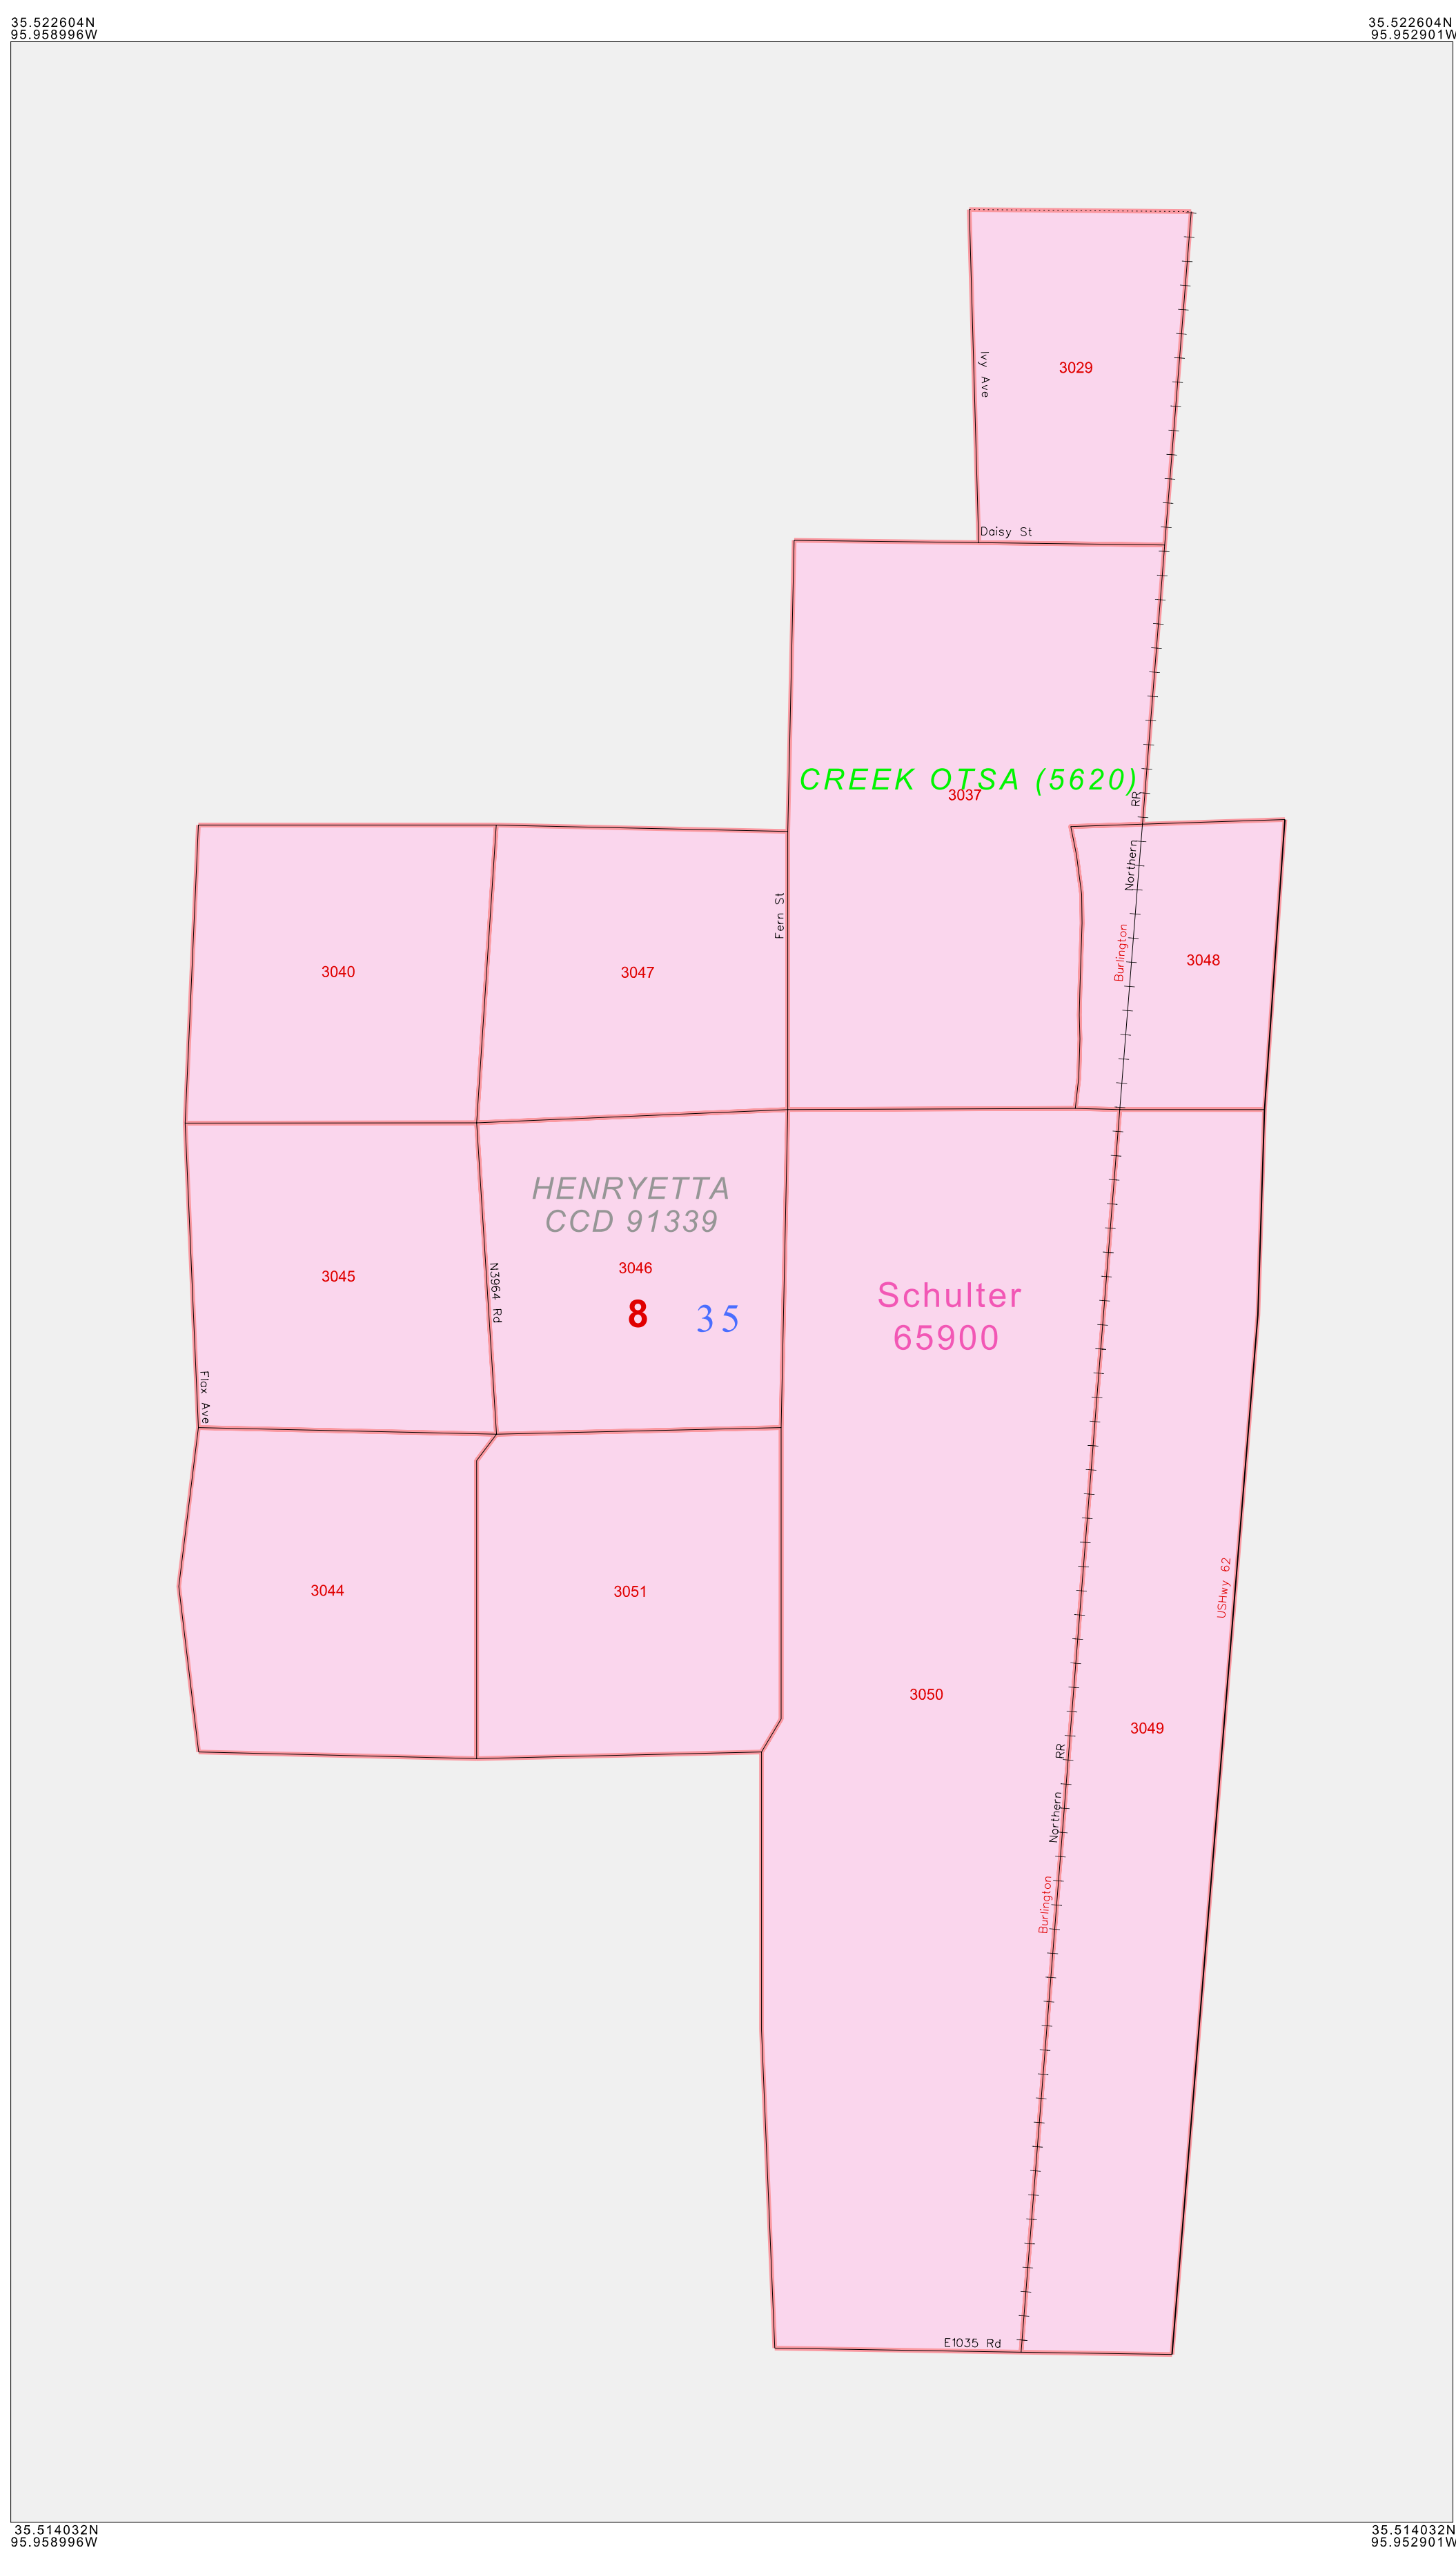 35.522604N
95.958996W
35.522604N
95.952901W
Ivy Ave
3029
Daisy St
CREEK OTSA (5620)
3037
RR
Northern
Burlington
Fern St
3040
3047
3048
HENRYETTA
CCD 91339
3046
3045
N3964 Rd
8
35
Schulter
65900
Flax Ave
USHwy 62
3044
3051
3050
3049
RR
Northern
Burlington
E1035 Rd
35.514032N
95.958996W
35.514032N
95.952901W